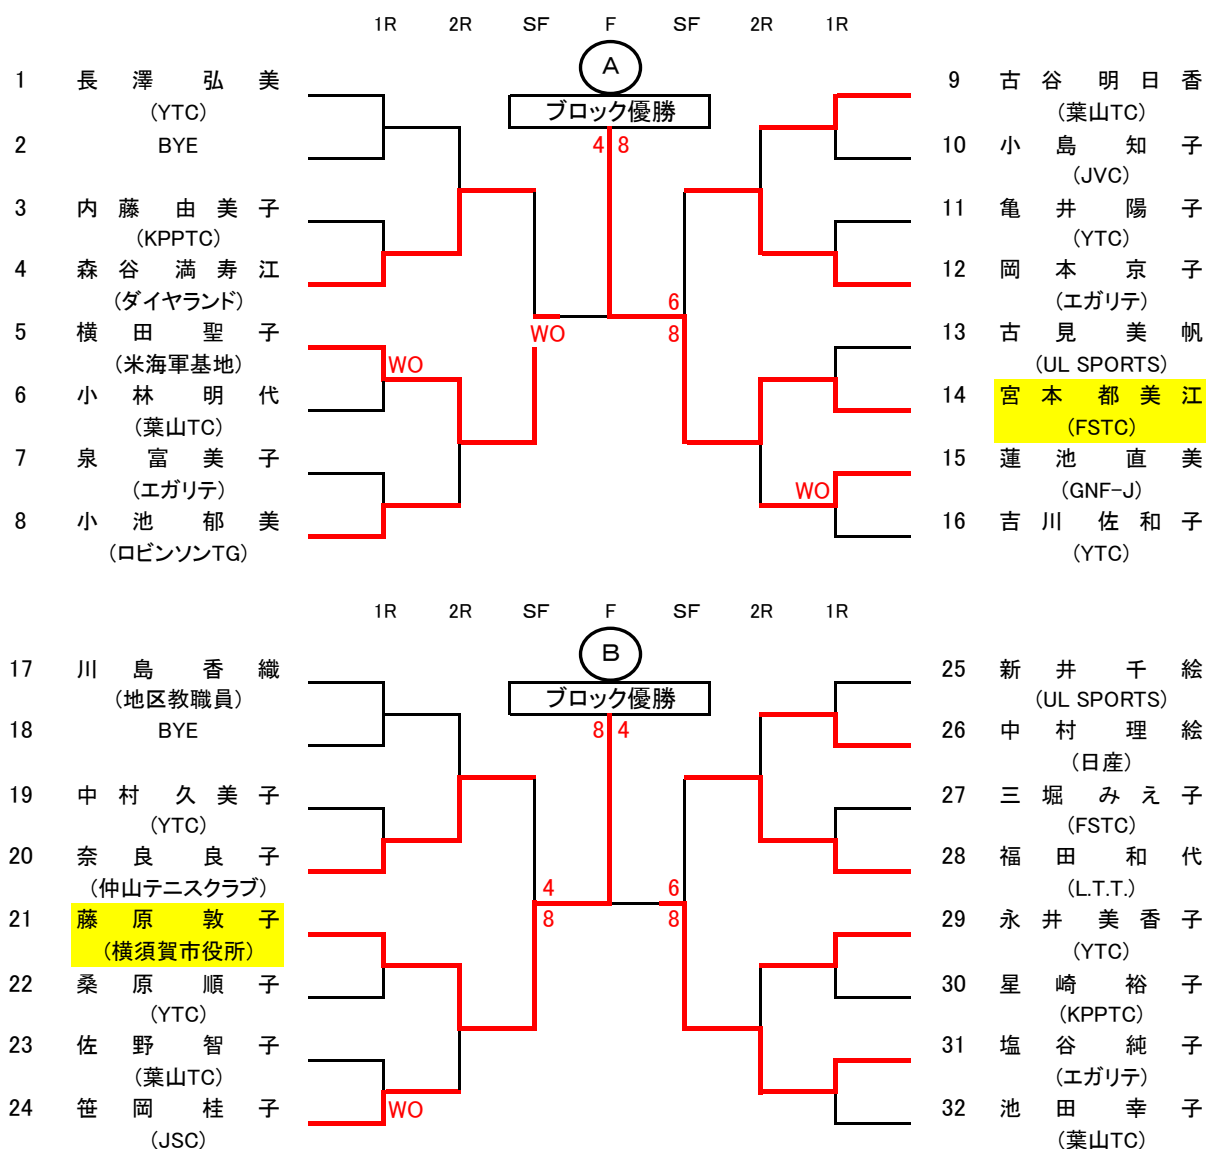 1R 2R SF F SF 2R 1R
A
ブロック優勝
4 8
1 長澤弘美
(YTC)
2 BYE
3 内藤由美子
(KPPTC)
4 森谷満寿江
(ダイヤランド)
5 横田聖子
(米海軍基地)
WO
6 小林明代
(葉山TC)
7 泉富美子
(エガリテ)
8 小池郁美
(ロビンソンTG)
WO
6
8
9 古谷明日香
(葉山TC)
10 小島知子
(JVC)
11 亀井陽子
(YTC)
12 岡本京子
(エガリテ)
13 古見美帆
(UL SPORTS)
14 宮本都美江
(FSTC)
15 蓮池直美
(GNF-J)
WO
16 吉川佐和子
(YTC)
1R 2R SF F SF 2R 1R
B
ブロック優勝
8 4
17 川島香織
(地区教職員)
18 BYE
19 中村久美子
(YTC)
20 奈良良子
(仲山テニスクラブ)
21 藤原敦子
(横須賀市役所)
22 桑原順子
(YTC)
23 佐野智子
(葉山TC)
24 笹岡桂子
(JSC)
WO
4
8
6
8
25 新井千絵
(UL SPORTS)
26 中村理絵
(日産)
27 三堀みえ子
(FSTC)
28 福田和代
(L.T.T.)
29 永井美香子
(YTC)
30 星崎裕子
(KPPTC)
31 塩谷純子
(エガリテ)
32 池田幸子
(葉山TC)